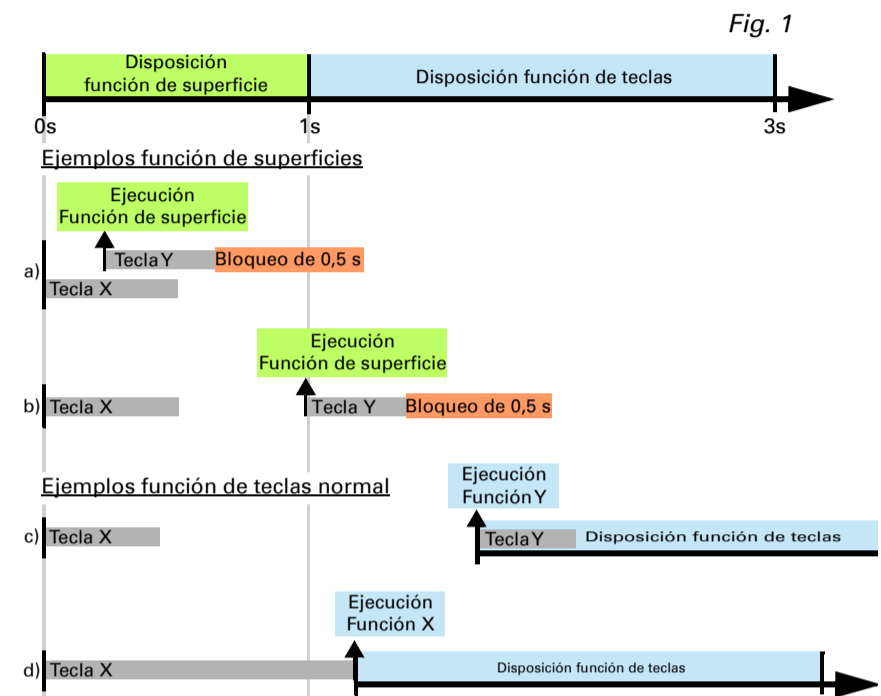 Fig. 1
Disposición
función de superficie
Disposición función de teclas
0s
1s
3s
Ejemplos función de superficies
Ejecución
Función de superficie
a)
Tecla Y
Bloqueo de 0,5 s
Tecla X
Ejecución
Función de superficie
b)
Tecla X
Tecla Y
Bloqueo de 0,5 s
Ejemplos función de teclas normal
Ejecución
Función Y
c)
Tecla X
Tecla Y
Disposición función de teclas
Ejecución
Función X
d)
Tecla X
Disposición función de teclas